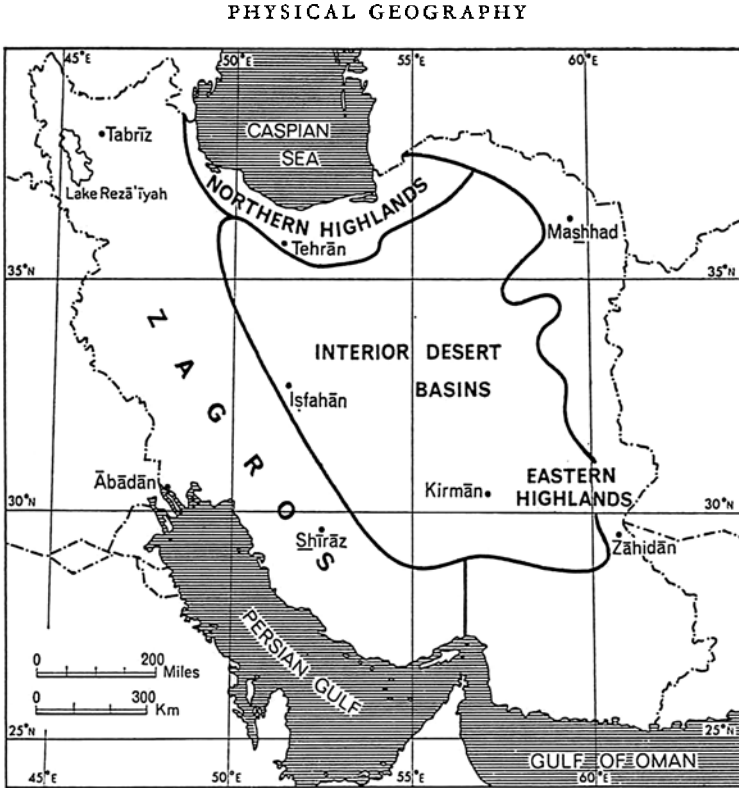 PHYSICAL GEOGRAPHY
45°E
50°E
55°E
60°E
CASPIAN
SEA
Tabrīz
Lake Rezā'īyah
NORTHERN HIGHLANDS
Tehrān
Mashhad
35°N
35°N
ZAGROS
INTERIOR DESERT
BASINS
Iṣfahān
Ābādān
Kirmān
EASTERN
HIGHLANDS
30°N
30°N
Shīrāz
Zāhidān
PERSIAN GULF
0 200
Miles
0 300
Km
25°N
25°N
GULF OF OMAN
45°E
50°E
55°E
60°E